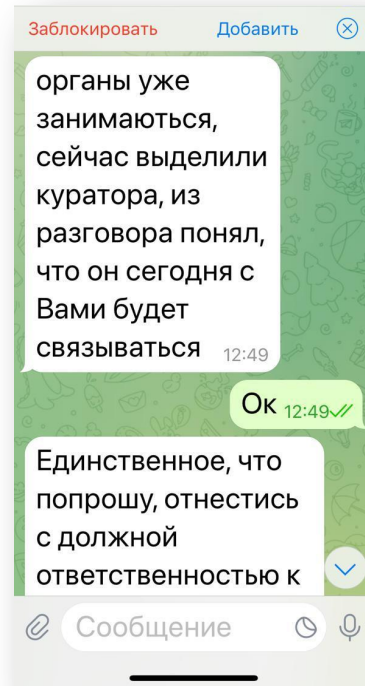 Заблокировать Добавить
органы уже
занимаються,
сейчас выделили
куратора, из
разговора понял,
что он сегодня с
Вами будет
связываться 12:49
Ок 12:49
Единственное, что
попрошу, отнестись
с должной
ответственностью к
Сообщение